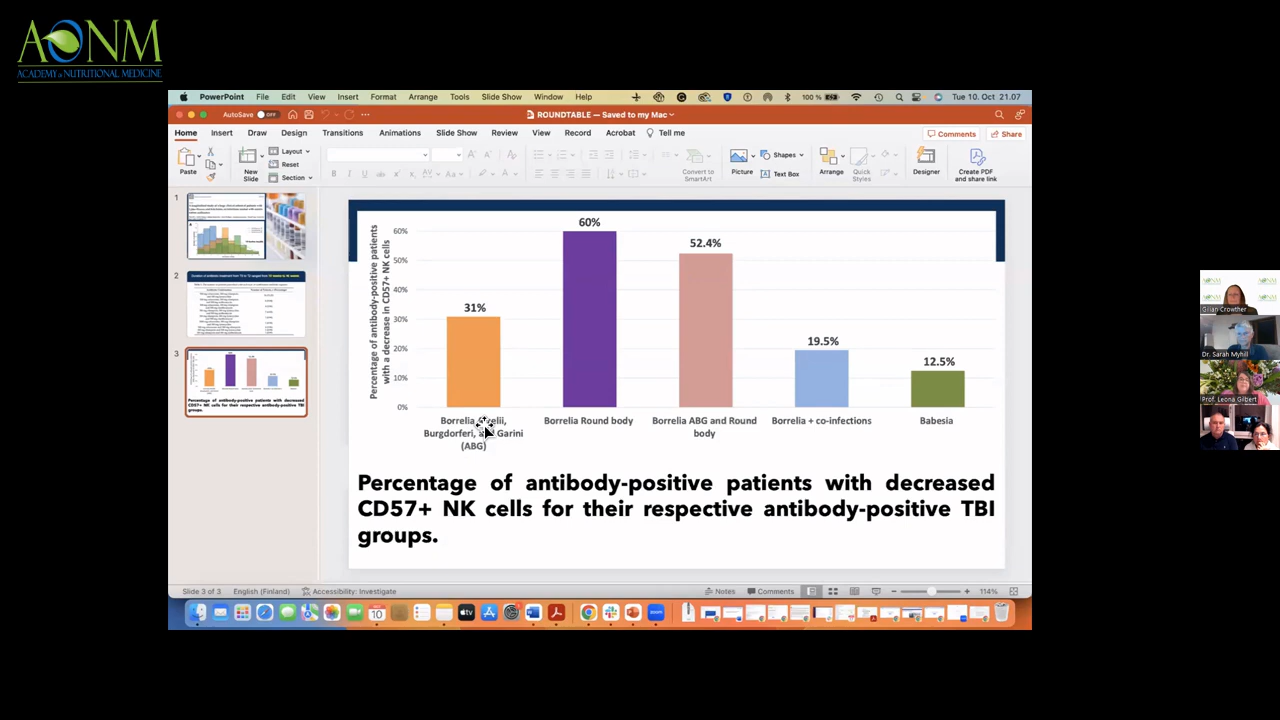 AONM
ACADEMY of NUTRITIONAL MEDICINE
PowerPoint File Edit View Insert Format Arrange Tools Slide Show Window Help 100 % Tue 10. Oct 21.07
AutoSave OFF ROUNDTABLE — Saved to my Mac
Home Insert Draw Design Transitions Animations Slide Show Review View Record Acrobat Tell me Comments Share
Paste New Slide Layout Reset Section Convert to SmartArt Picture Shapes Text Box Arrange Quick Styles Designer Create PDF and share link
1
2
3
Percentage of antibody-positive patients
with a decrease in CD57+ NK cells
60%
50%
40%
30%
20%
10%
0%
31%
60%
52.4%
19.5%
12.5%
Burgdorferi, Garini
(ABG)
Borrelia Round body
Borrelia ABG and Round
body
Borrelia + co-infections
Babesia
Percentage of antibody-positive patients with decreased
CD57+ NK cells for their respective antibody-positive TBI
groups.
Slide 3 of 3 English (Finland) Accessibility: Investigate Notes Comments 114%
Gilian Crowther
Dr. Sarah Myhill
Prof. Leona Gilbert